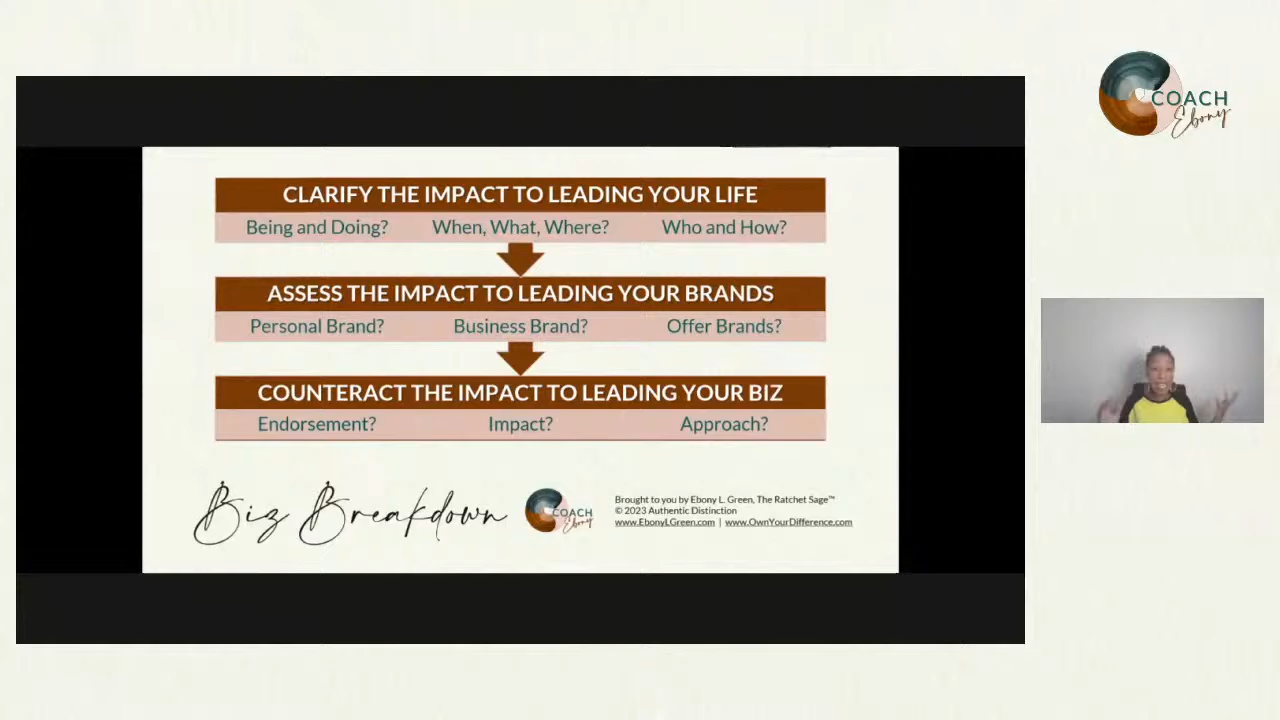 COACH
Ebony
CLARIFY THE IMPACT TO LEADING YOUR LIFE
Being and Doing? When, What, Where? Who and How?
ASSESS THE IMPACT TO LEADING YOUR BRANDS
Personal Brand? Business Brand? Offer Brands?
COUNTERACT THE IMPACT TO LEADING YOUR BIZ
Endorsement? Impact? Approach?
Biz Breakdown
COACH
Ebony
Brought to you by Ebony L. Green, The Ratchet Sage™
© 2023 Authentic Distinction
www.EbonyLGreen.com | www.OwnYourDifference.com